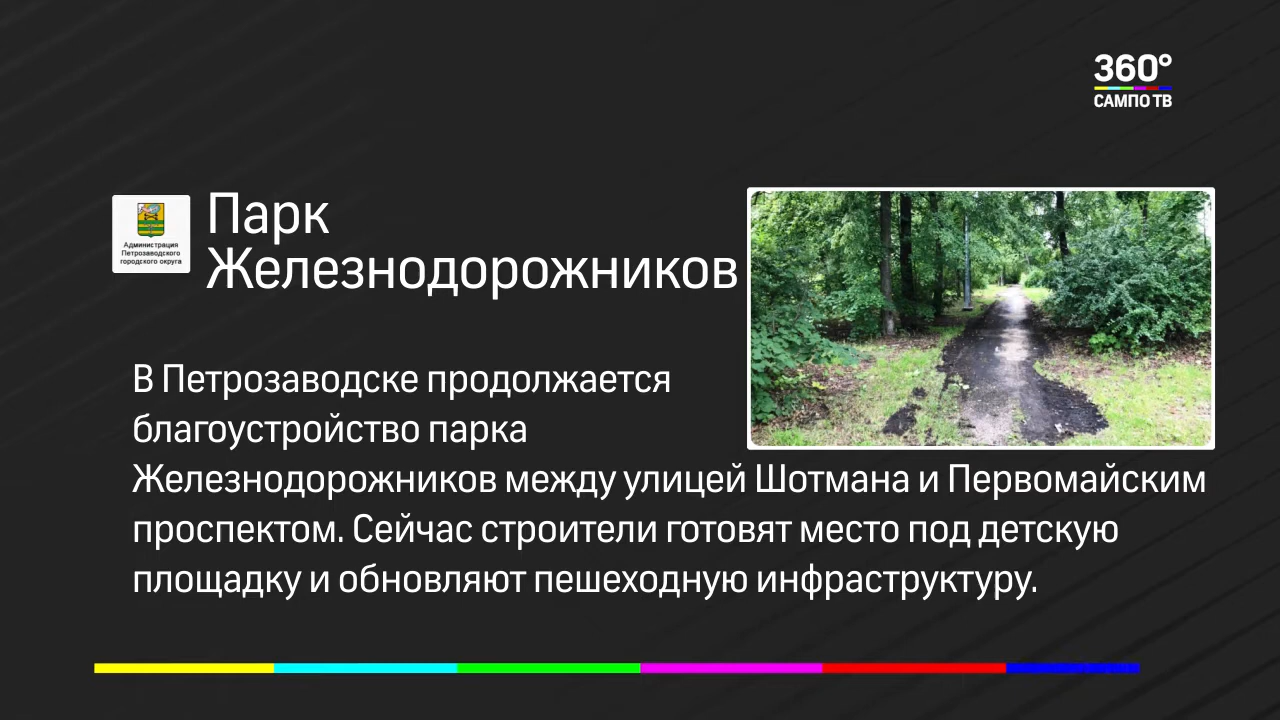 360°
САМПО ТВ
Администрация
Петрозаводского
городского округа
Парк
Железнодорожников
В Петрозаводске продолжается
благоустройство парка
Железнодорожников между улицей Шотмана и Первомайским
проспектом. Сейчас строители готовят место под детскую
площадку и обновляют пешеходную инфраструктуру.